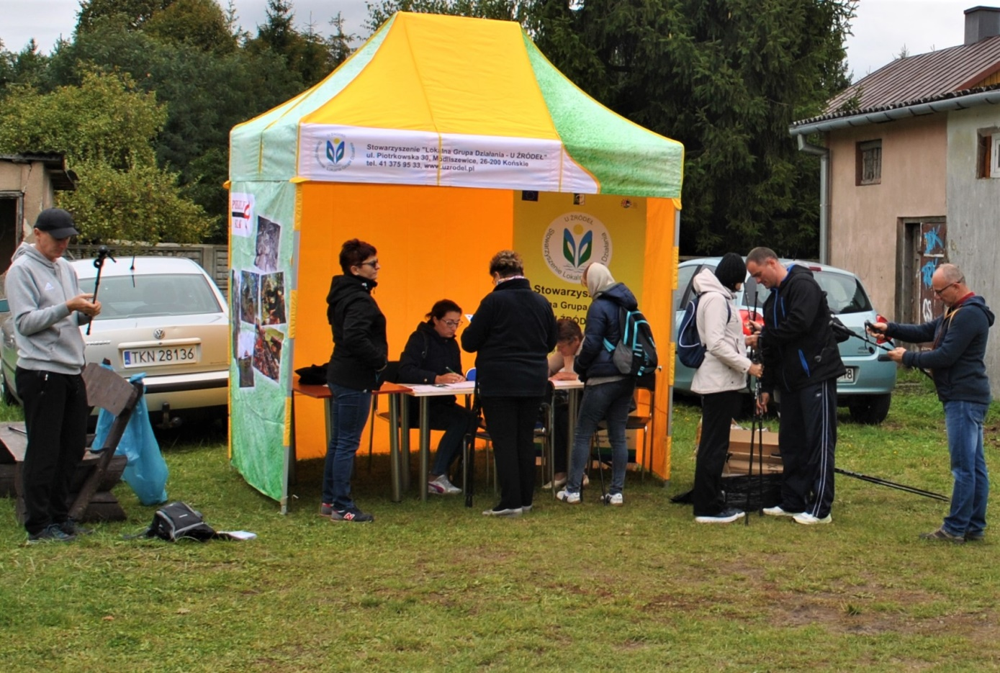 Stowarzyszenie "Lokalna Grupa Działania - U ŹRÓDEŁ"
ul. Piotrkowska 30, Modliszewice, 26-200 Końskie
tel. 41 375 95 33, www.uzrodel.pl
U ŹRÓDEŁ
Stowarzyszenie Lokalna
Działania
Stowarzysz
na Grupa
TKN 28136